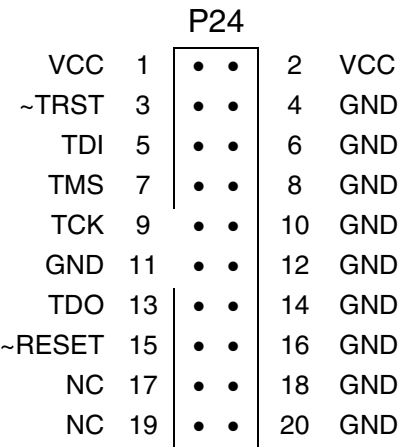 P24
VCC 1 • • 2 VCC
~TRST 3 • • 4 GND
TDI 5 • • 6 GND
TMS 7 • • 8 GND
TCK 9 • • 10 GND
GND 11 • • 12 GND
TDO 13 • • 14 GND
~RESET 15 • • 16 GND
NC 17 • • 18 GND
NC 19 • • 20 GND